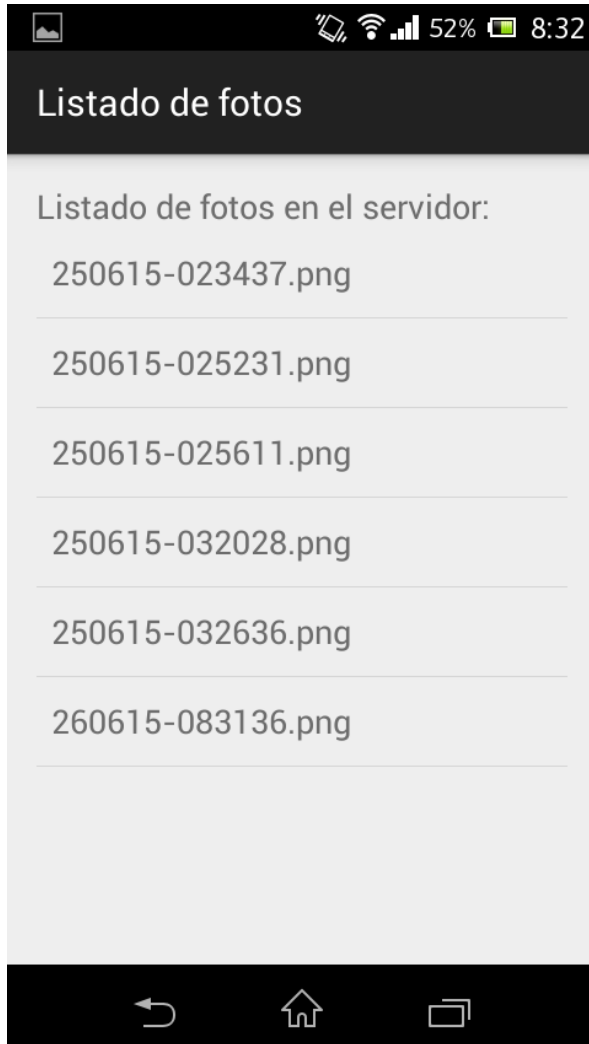 52% 8:32
Listado de fotos
Listado de fotos en el servidor:
250615-023437.png
250615-025231.png
250615-025611.png
250615-032028.png
250615-032636.png
260615-083136.png